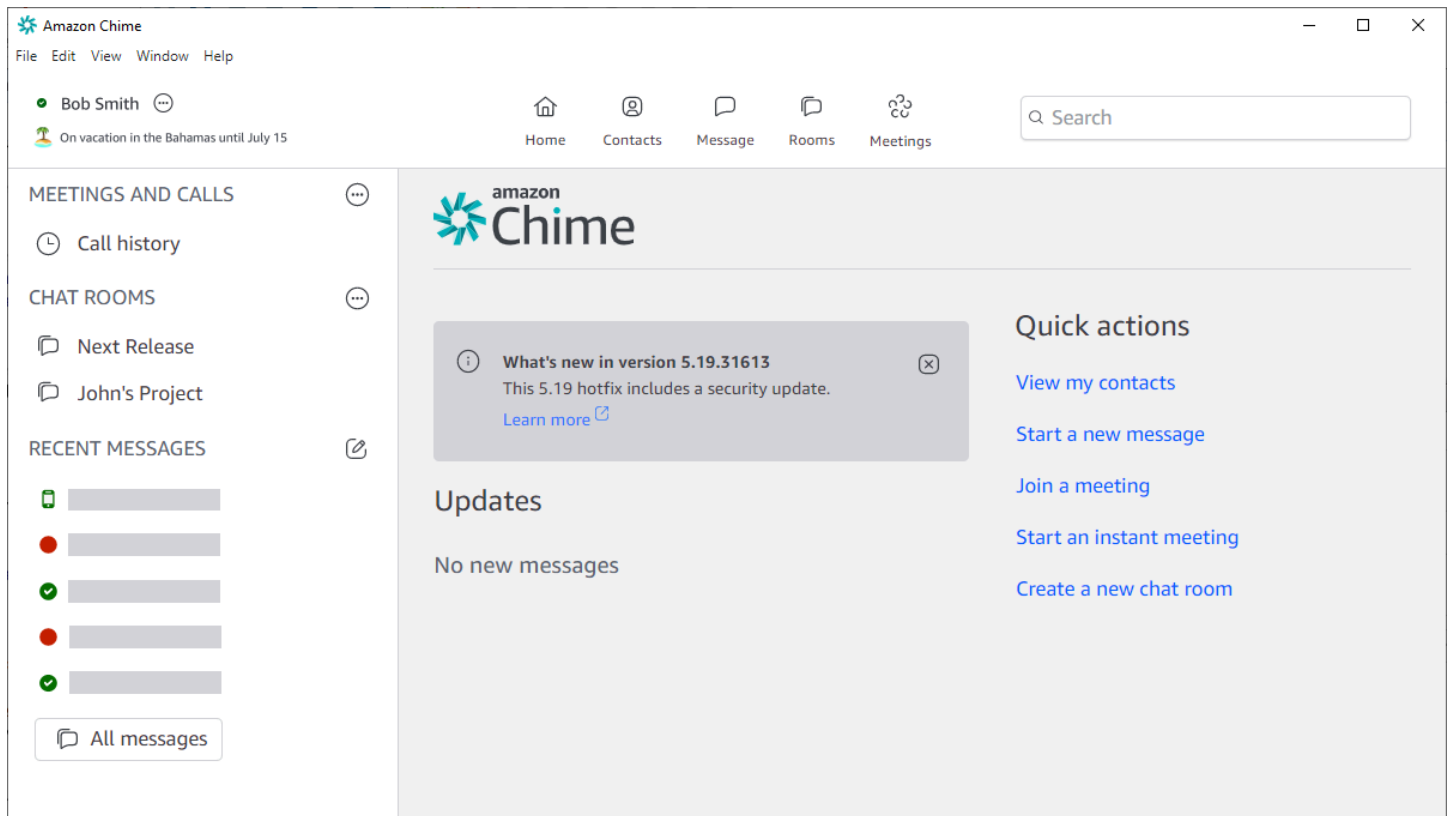 Amazon Chime
File Edit View Window Help
Bob Smith
On vacation in the Bahamas until July 15
Home Contacts Message Rooms Meetings
Search
MEETINGS AND CALLS
Call history
CHAT ROOMS
Next Release
John's Project
RECENT MESSAGES
All messages
amazon
Chime
What's new in version 5.19.31613
This 5.19 hotfix includes a security update.
Learn more
Updates
No new messages
Quick actions
View my contacts
Start a new message
Join a meeting
Start an instant meeting
Create a new chat room